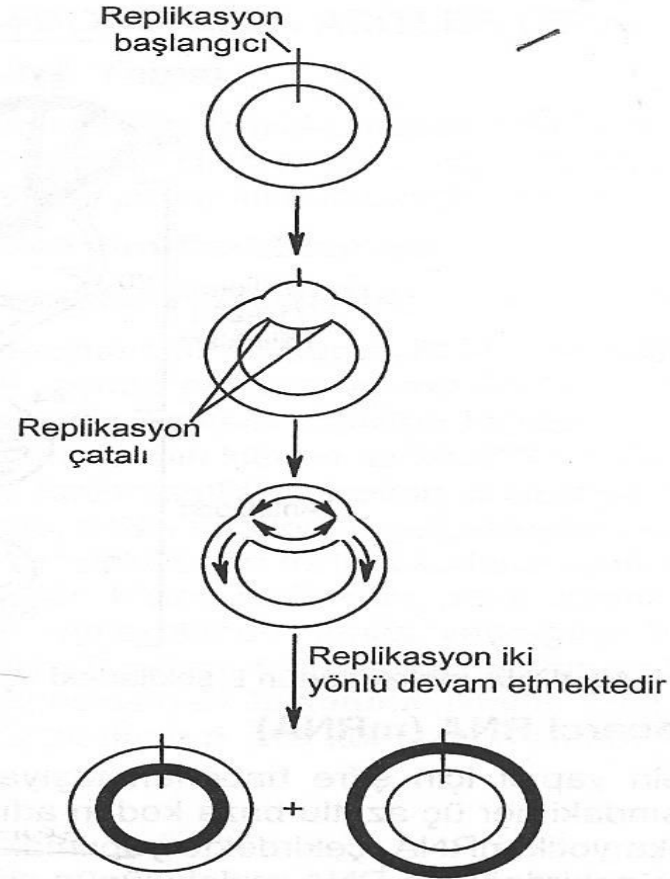 Replikasyon
başlangıcı
Replikasyon
çatalı
Replikasyon iki
yönlü devam etmektedir
+